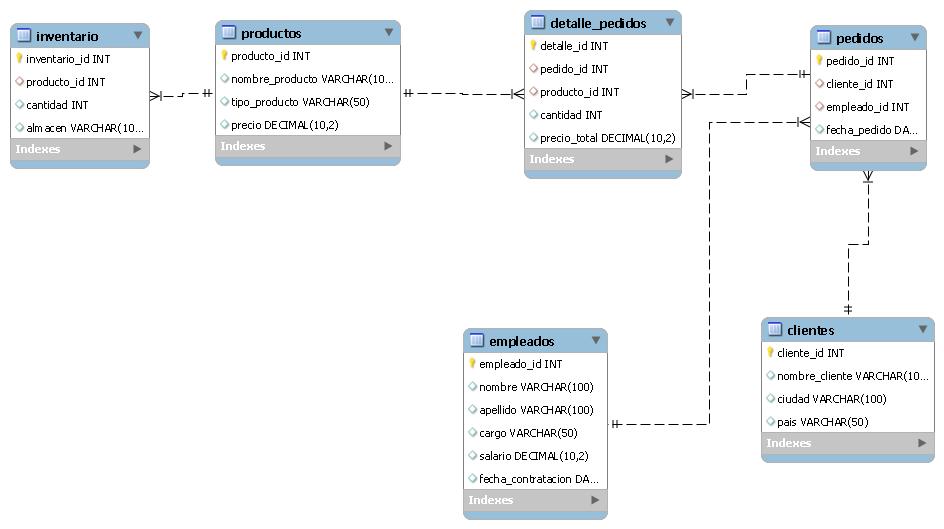 inventario
inventario_id INT
producto_id INT
cantidad INT
almacen VARCHAR(10...
Indexes
productos
producto_id INT
nombre_producto VARCHAR(10...
tipo_producto VARCHAR(50)
precio DECIMAL(10,2)
Indexes
detalle_pedidos
detalle_id INT
pedido_id INT
producto_id INT
cantidad INT
precio_total DECIMAL(10,2)
Indexes
pedidos
pedido_id INT
cliente_id INT
empleado_id INT
fecha_pedido DA...
Indexes
empleados
empleado_id INT
nombre VARCHAR(100)
apellido VARCHAR(100)
cargo VARCHAR(50)
salario DECIMAL(10,2)
fecha_contratacion DA...
Indexes
clientes
cliente_id INT
nombre_cliente VARCHAR(10...
ciudad VARCHAR(100)
pais VARCHAR(50)
Indexes